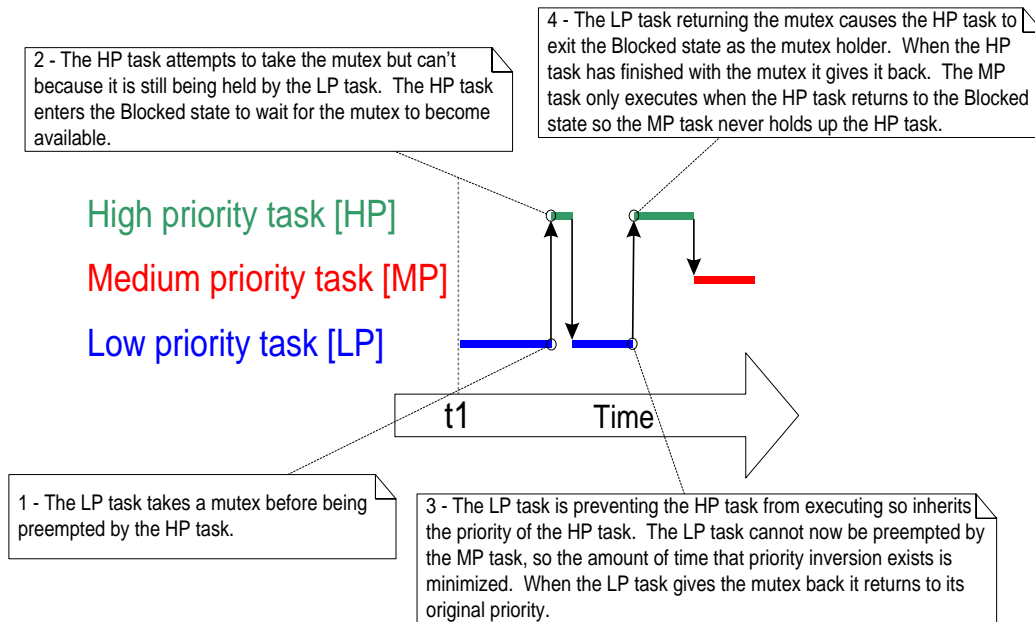 2 - The HP task attempts to take the mutex but can't
because it is still being held by the LP task.  The HP task
enters the Blocked state to wait for the mutex to become
available.
4 - The LP task returning the mutex causes the HP task to
exit the Blocked state as the mutex holder.  When the HP
task has finished with the mutex it gives it back.  The MP
task only executes when the HP task returns to the Blocked
state so the MP task never holds up the HP task.
High priority task [HP]
Medium priority task [MP]
Low priority task [LP]
t1 Time
1 - The LP task takes a mutex before being
preempted by the HP task.
3 - The LP task is preventing the HP task from executing so inherits
the priority of the HP task.  The LP task cannot now be preempted by
the MP task, so the amount of time that priority inversion exists is
minimized.  When the LP task gives the mutex back it returns to its
original priority.